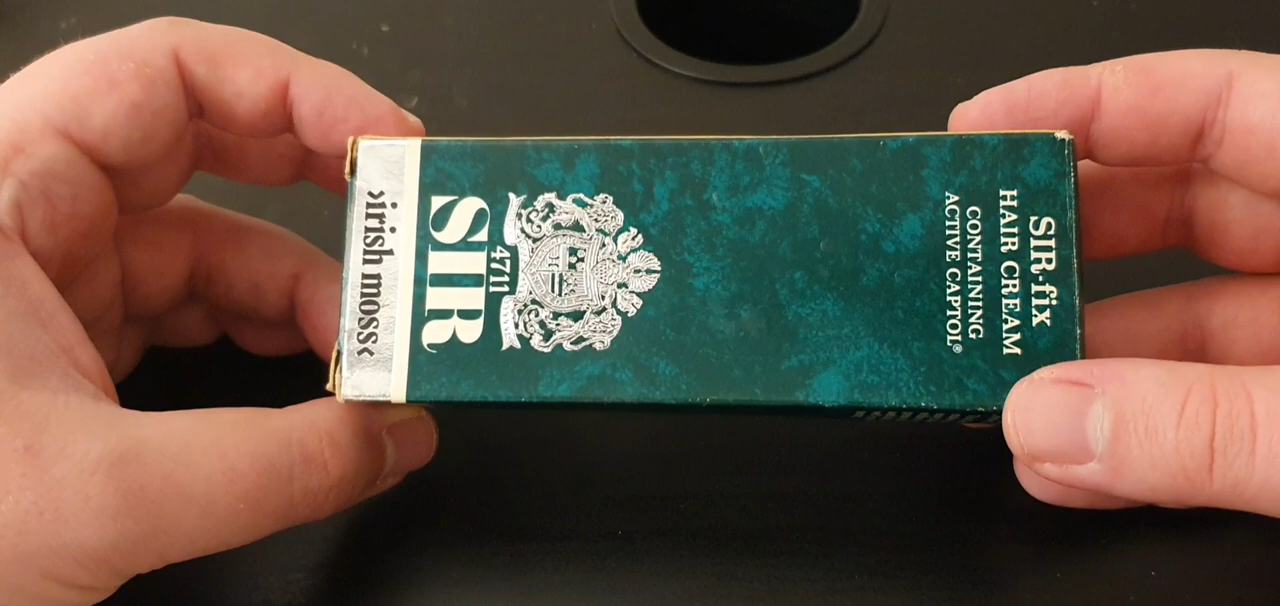 SIR-fix
HAIR CREAM
CONTAINING
ACTIVE CAPTOL®
4711
SIR
›irish moss‹